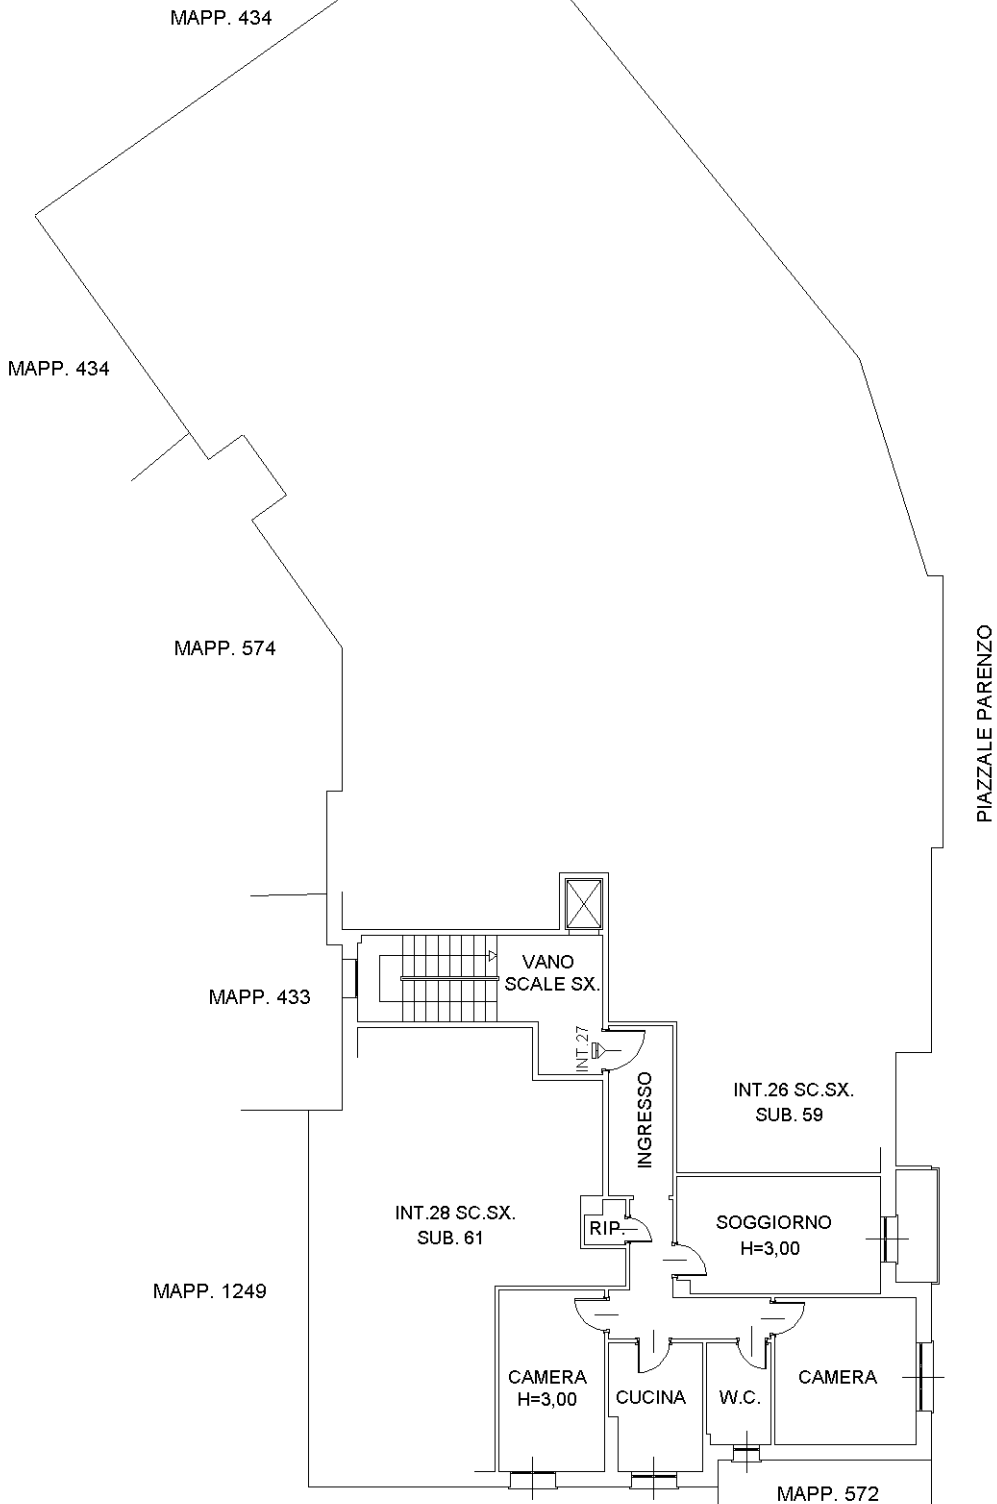 MAPP. 434
MAPP. 434
MAPP. 574
PIAZZALE PARENZO
VANO
SCALE SX.
MAPP. 433
INT.27
INGRESSO
INT.26 SC.SX.
SUB. 59
INT.28 SC.SX.
SUB. 61
RIP.
SOGGIORNO
H=3,00
MAPP. 1249
CAMERA
H=3,00
CUCINA
W.C.
CAMERA
MAPP. 572